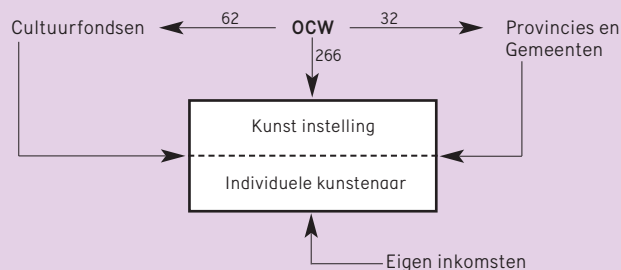 Cultuurfondsen 62 OCW 32 Provincies en
Gemeenten
266
Kunst instelling
Individuele kunstenaar
Eigen inkomsten